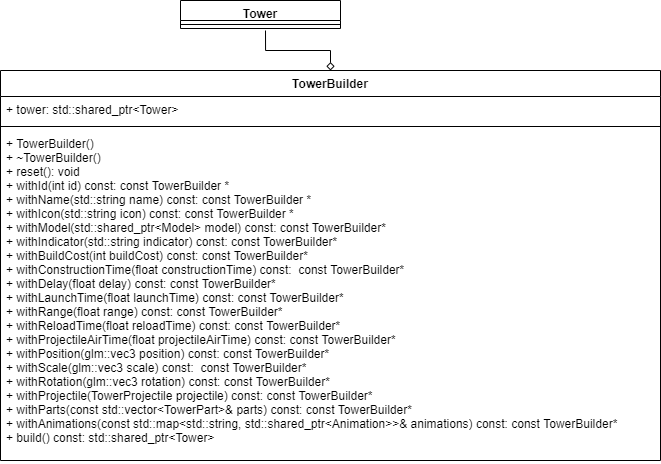 Tower
TowerBuilder
+ tower: std::shared_ptr<Tower>
+ TowerBuilder()
+ ~TowerBuilder()
+ reset(): void
+ withId(int id) const: const TowerBuilder *
+ withName(std::string name) const: const TowerBuilder *
+ withIcon(std::string icon) const: const TowerBuilder *
+ withModel(std::shared_ptr<Model> model) const: const TowerBuilder*
+ withIndicator(std::string indicator) const: const TowerBuilder*
+ withBuildCost(int buildCost) const: const TowerBuilder*
+ withConstructionTime(float constructionTime) const:  const TowerBuilder*
+ withDelay(float delay) const: const TowerBuilder*
+ withLaunchTime(float launchTime) const: const TowerBuilder*
+ withRange(float range) const: const TowerBuilder*
+ withReloadTime(float reloadTime) const: const TowerBuilder*
+ withProjectileAirTime(float projectileAirTime) const: const TowerBuilder*
+ withPosition(glm::vec3 position) const: const TowerBuilder*
+ withScale(glm::vec3 scale) const:  const TowerBuilder*
+ withRotation(glm::vec3 rotation) const: const TowerBuilder*
+ withProjectile(TowerProjectile projectile) const: const TowerBuilder*
+ withParts(const std::vector<TowerPart>& parts) const: const TowerBuilder*
+ withAnimations(const std::map<std::string, std::shared_ptr<Animation>>& animations) const: const TowerBuilder*
+ build() const: std::shared_ptr<Tower>